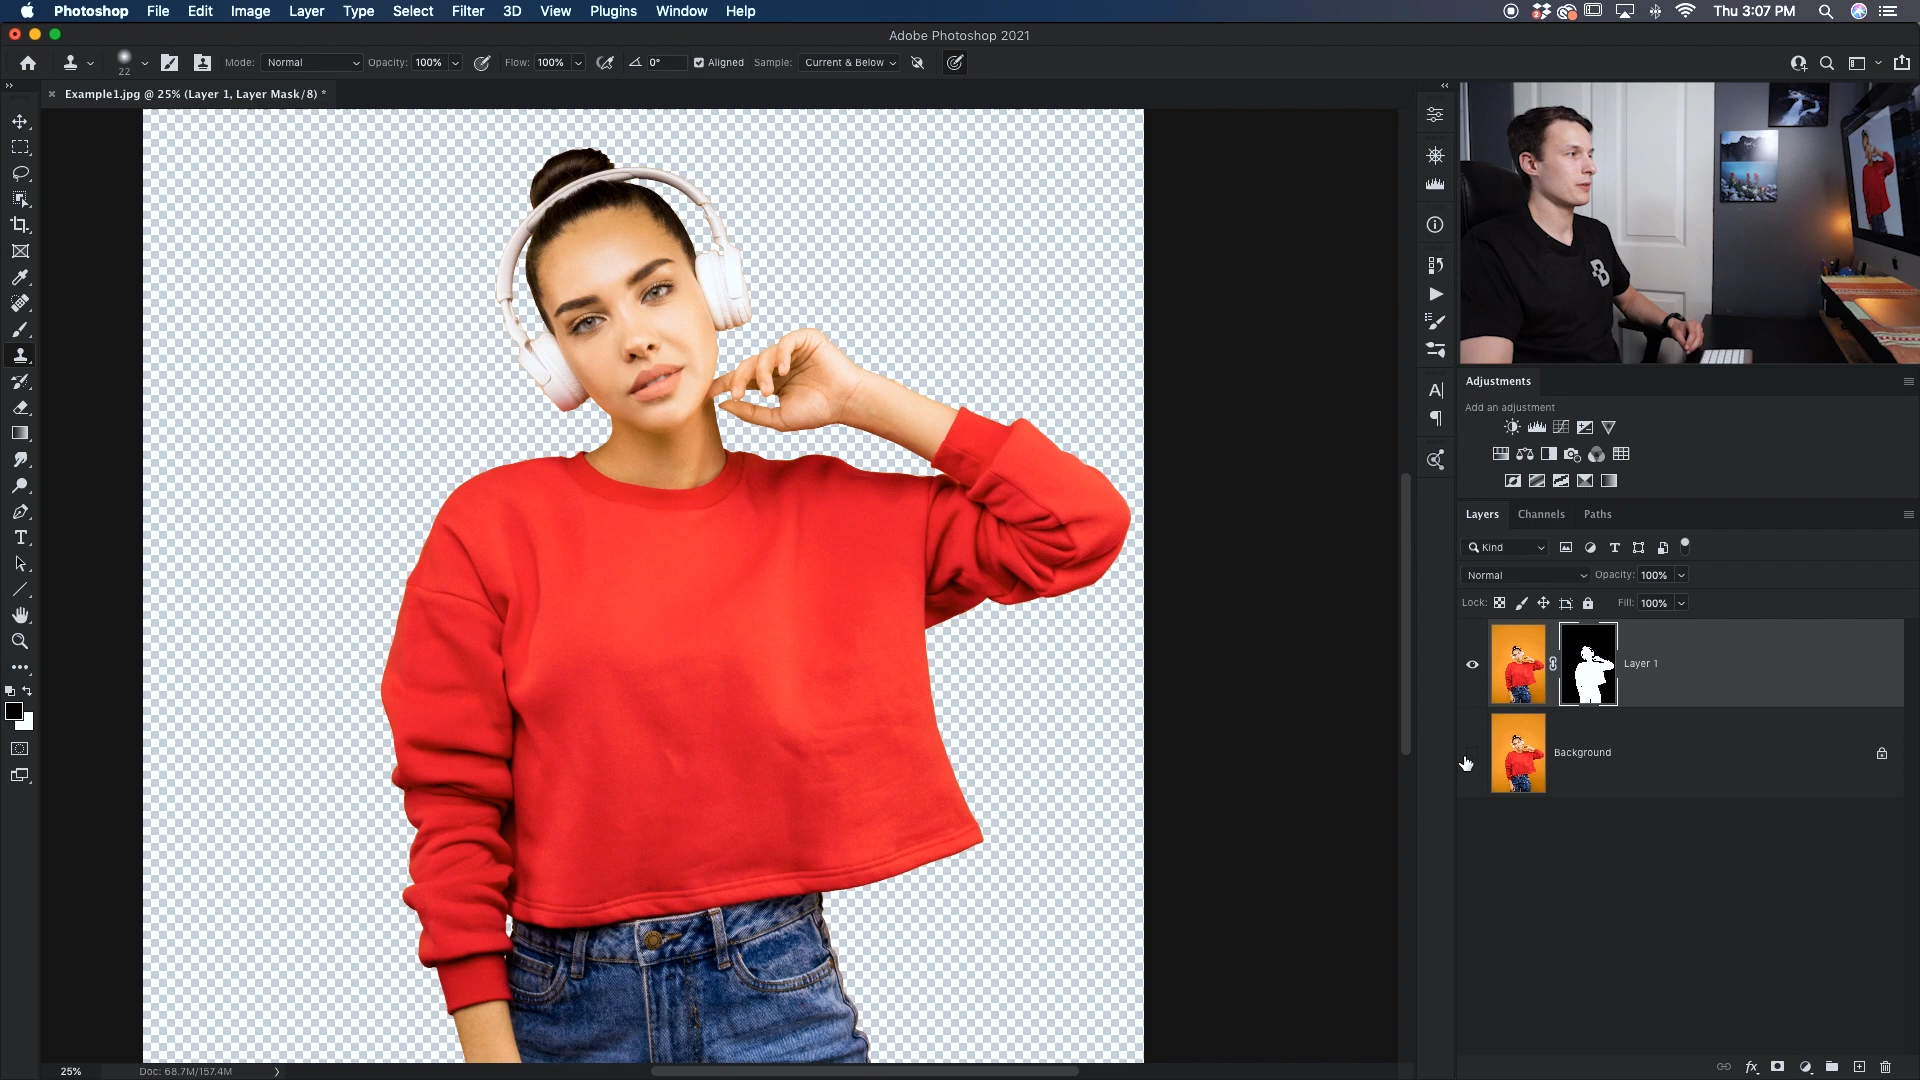 Photoshop File Edit Image Layer Type Select Filter 3D View Plugins Window Help
Thu 3:07 PM
Adobe Photoshop 2021
22 Mode: Normal Opacity: 100% Flow: 100% 0° Aligned Sample: Current & Below
Example1.jpg @ 25% (Layer 1, Layer Mask/8) *
B
Adjustments
Add an adjustment
Layers Channels Paths
Kind
Normal Opacity: 100%
Lock: Fill: 100%
Layer 1
Background
25% Doc: 68.7M/157.4M